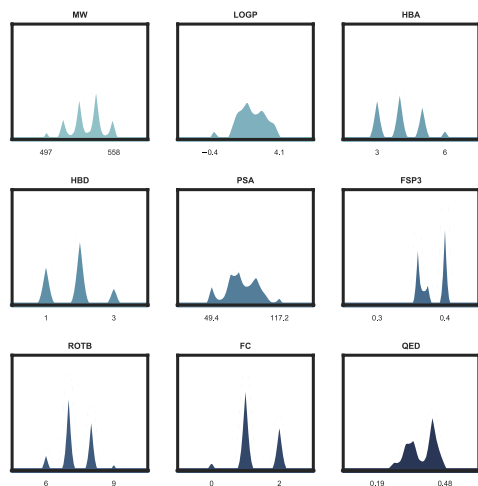 MW LOGP HBA
497 558 −0.4 4.1 3 6
HBD PSA FSP3
1 3 49.4 117.2 0.3 0.4
ROTB FC QED
6 9 0 2 0.19 0.48